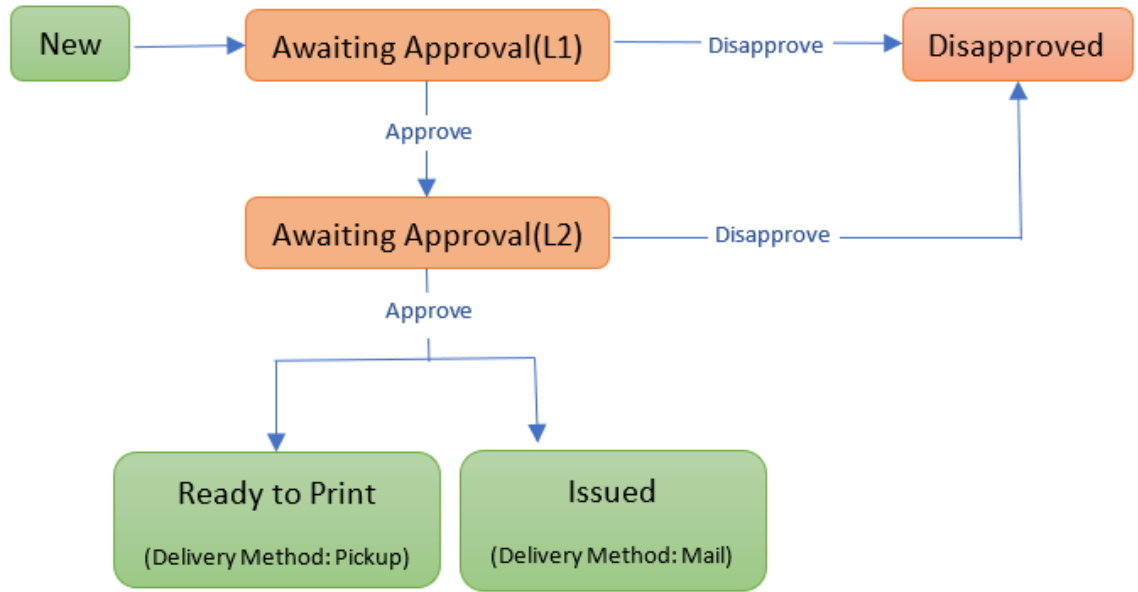 New
Awaiting Approval(L1)
Disapprove
Disapproved
Approve
Awaiting Approval(L2)
Disapprove
Approve
Ready to Print
(Delivery Method: Pickup)
Issued
(Delivery Method: Mail)